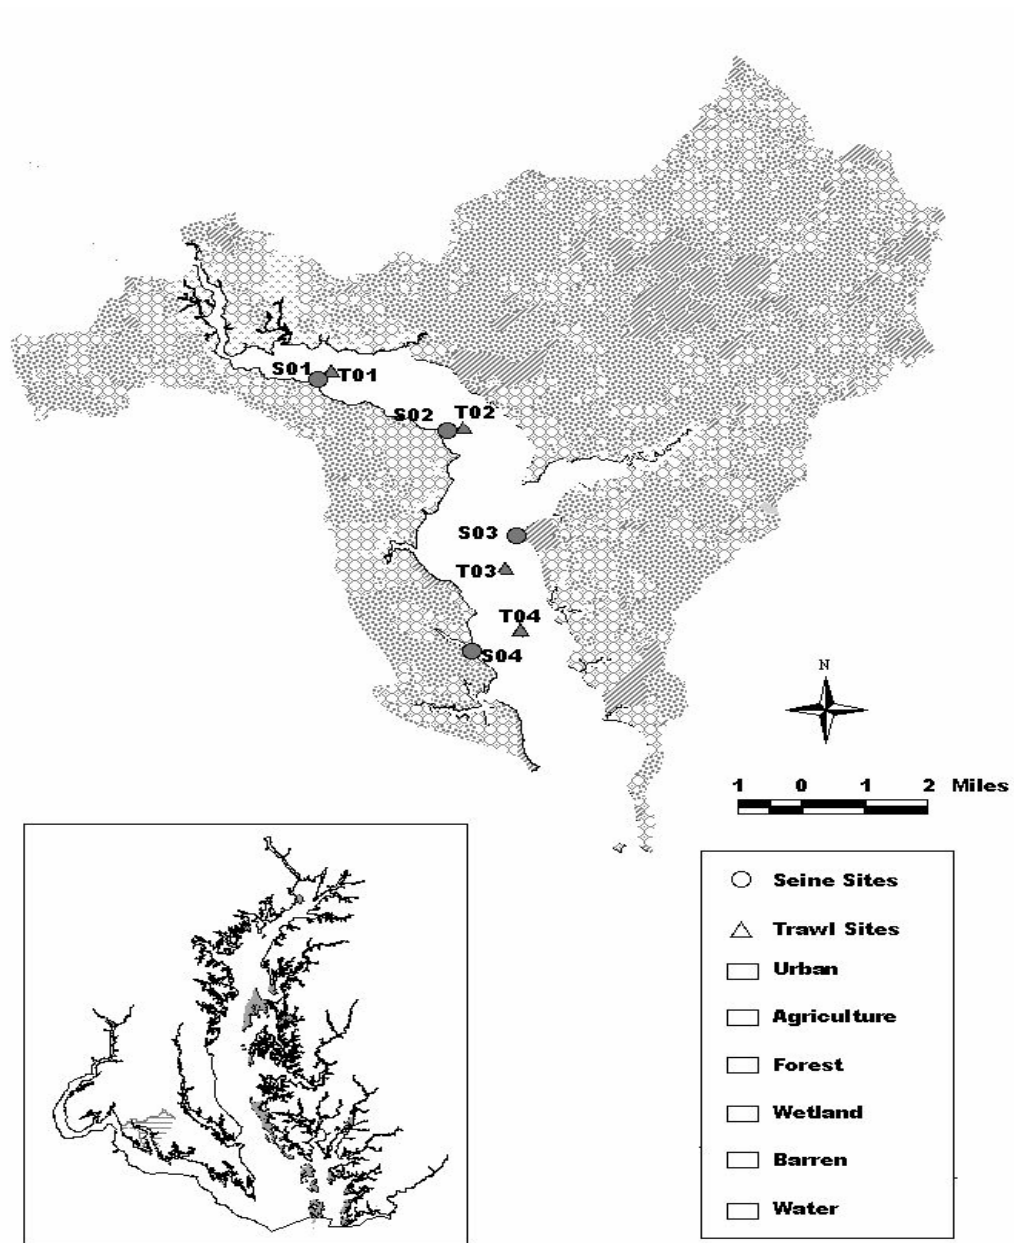 S01
T01
S02
T02
S03
T03
T04
S04
N
1 0 1 2 Miles
Seine Sites
Trawl Sites
Urban
Agriculture
Forest
Wetland
Barren
Water